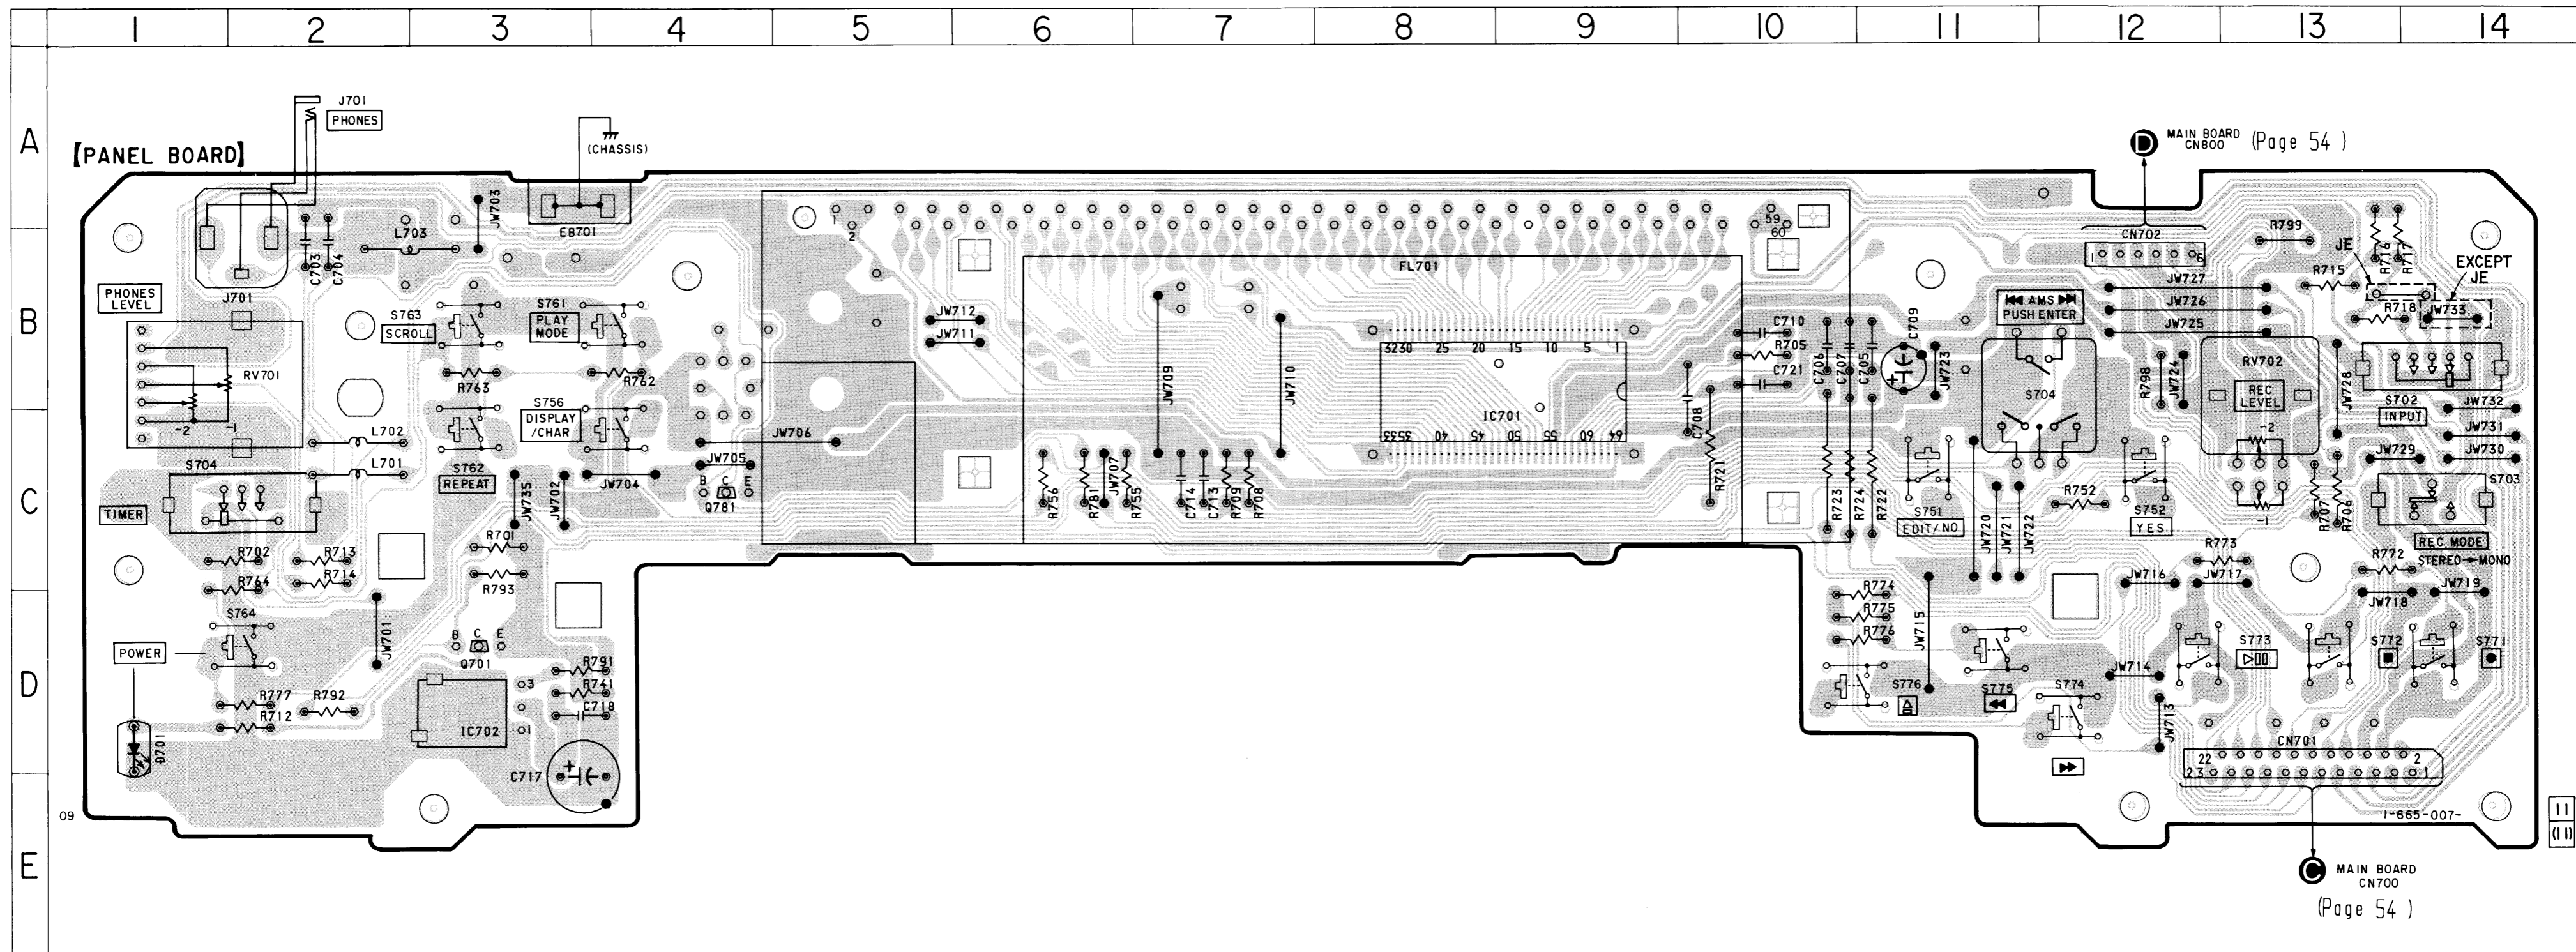 1 2 3 4 5 6 7 8 9 10 11 12 13 14
A
B
C
D
E
【PANEL BOARD】
J701
PHONES
(CHASSIS)
D MAIN BOARD
CN800
(Page 54 )
JW703
EB701
C703
C704
L703
J701
PHONES
LEVEL
RV701
-2
-1
S763
SCROLL
S761
PLAY
MODE
R763
R762
S756
DISPLAY
/CHAR
L702
L701
S704
TIMER
S762
REPEAT
JW735
JW702
JW704
JW705
JW706
B C E
Q781
R702
R713
R764
R714
R701
R793
S764
POWER
JW701
B C E
Q701
R791
R741
C718
R777
R792
R712
D701
IC702
3
1
C717
+
09
1
2
59
60
FL701
JW712
JW711
JW709
JW710
3230 25 20 15 10 5 1
IC701
3533 40 45 50 55 60 64
R756
R781
JW707
R755
C714
C713
R709
R708
C708
R721
C710
R705
C721
C706
C707
C705
C709
+
JW723
R723
R724
R722
AMS
PUSH ENTER
S704
S751
EDIT/NO
JW720
JW721
JW722
R752
S752
YES
CN702
1
6
JW727
JW726
JW725
R798
JW724
R799
JE
R716
R717
EXCEPT
JE
R715
R718
JW733
RV702
REC
LEVEL
-2
-1
JW728
S702
INPUT
JW732
JW731
JW729
JW730
S703
R707
R706
REC MODE
STEREO → MONO
R773
R772
JW716
JW717
JW718
JW719
R774
R775
R776
JW715
S776
S775
S774
JW714
JW713
S773
S772
S771
CN701
22
2
23
1
1-665-007-
11
(11)
C MAIN BOARD
CN700
(Page 54 )